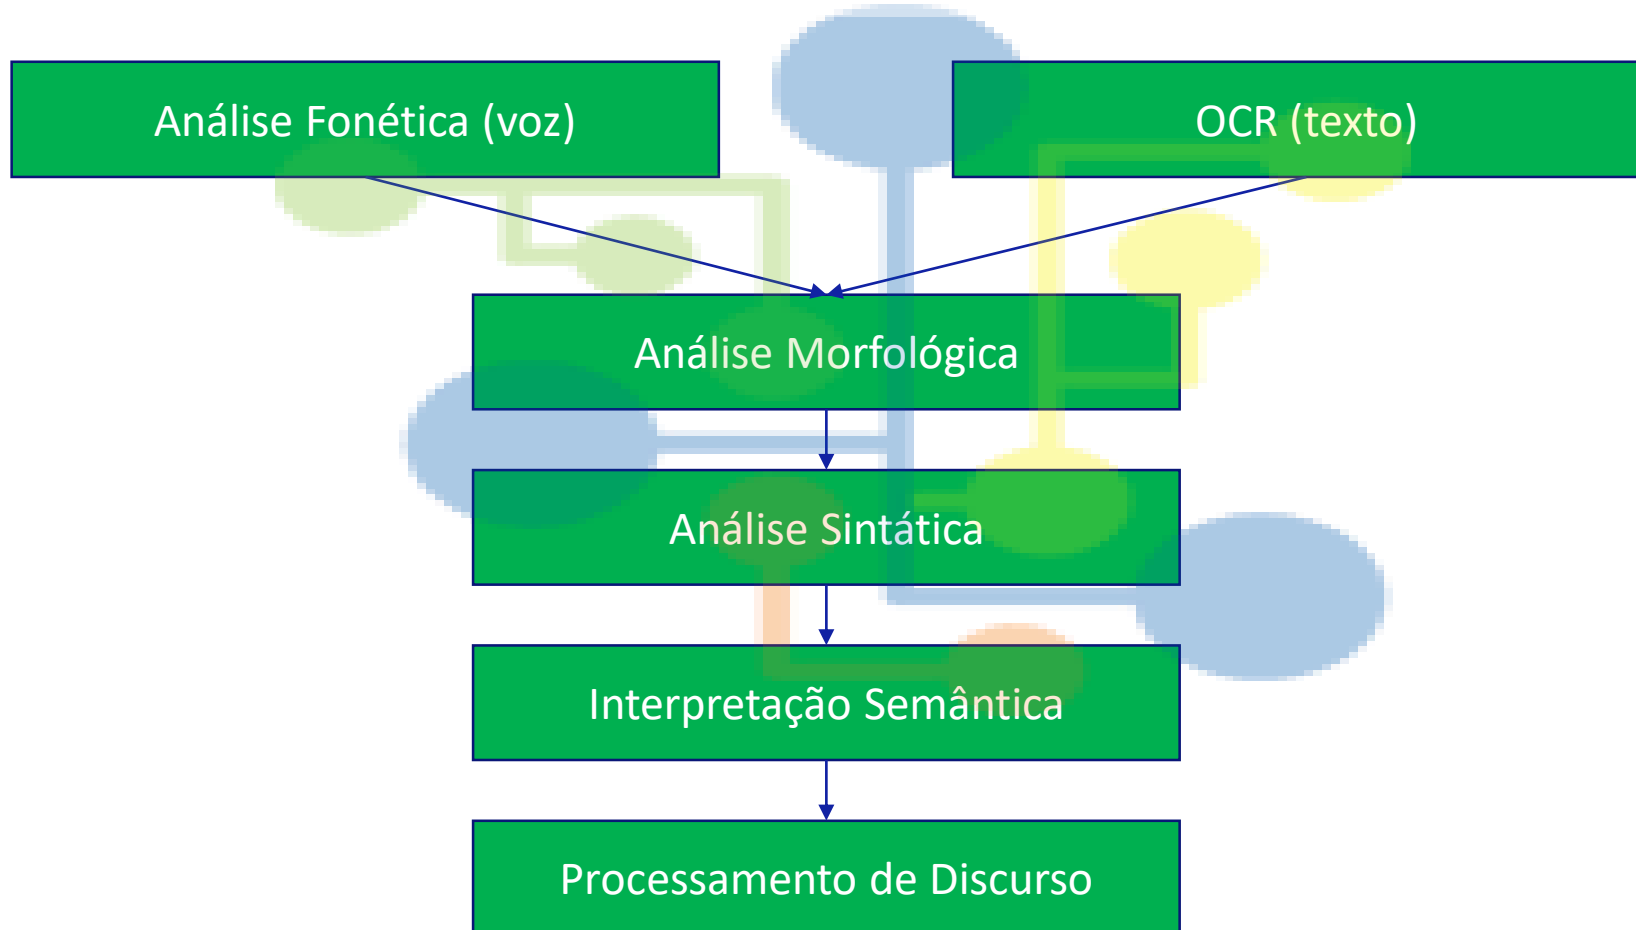 Análise Fonética (voz)
OCR (texto)
Análise Morfológica
Análise Sintática
Interpretação Semântica
Processamento de Discurso